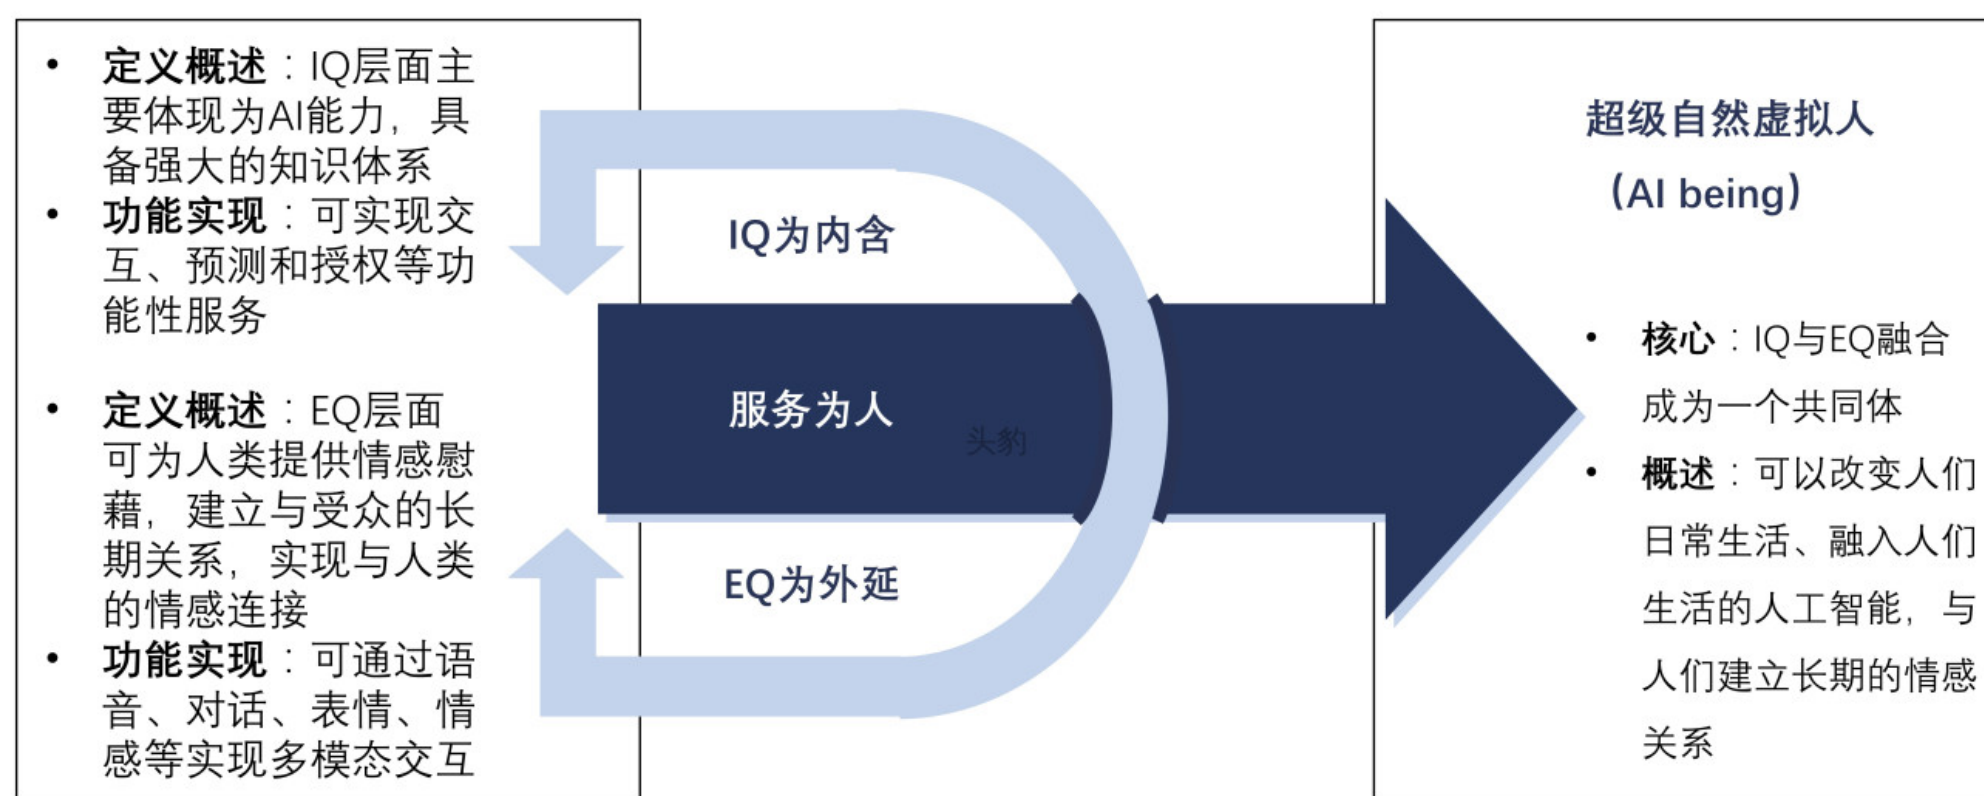 • 定义概述：IQ层面主
要体现为AI能力，具
备强大的知识体系
• 功能实现：可实现交
互、预测和授权等功
能性服务
• 定义概述：EQ层面
可为人类提供情感慰
藉，建立与受众的长
期关系，实现与人类
的情感连接
• 功能实现：可通过语
音、对话、表情、情
感等实现多模态交互
IQ为内含
服务为人
头豹
EQ为外延
超级自然虚拟人
（AI being）
• 核心：IQ与EQ融合
成为一个共同体
• 概述：可以改变人们
日常生活、融入人们
生活的人工智能，与
人们建立长期的情感
关系